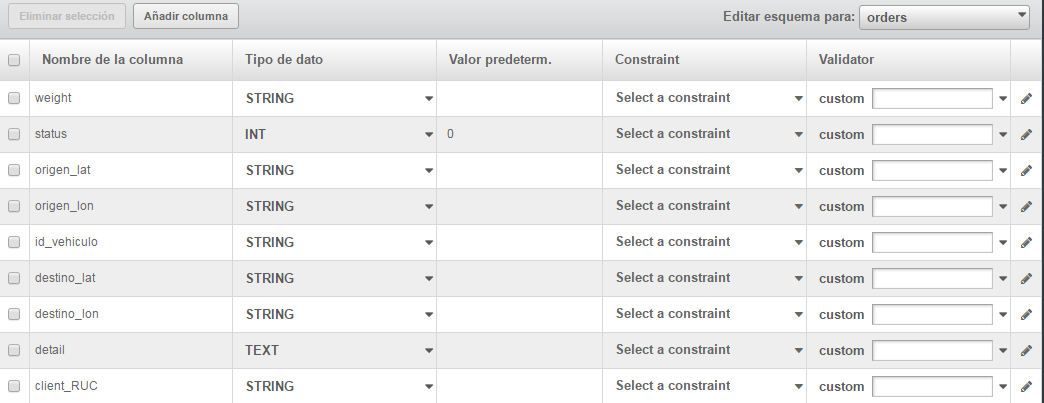 Eliminar selección Añadir columna Editar esquema para: orders
Nombre de la columna Tipo de dato Valor predeterm. Constraint Validator
weight STRING Select a constraint custom
status INT 0 Select a constraint custom
origen_lat STRING Select a constraint custom
origen_lon STRING Select a constraint custom
id_vehiculo STRING Select a constraint custom
destino_lat STRING Select a constraint custom
destino_lon STRING Select a constraint custom
detail TEXT Select a constraint custom
client_RUC STRING Select a constraint custom